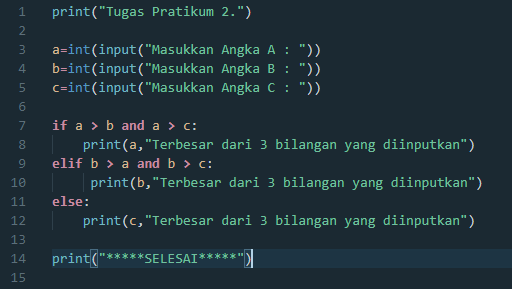 1 print("Tugas Pratikum 2.")
2
3 a=int(input("Masukkan Angka A : "))
4 b=int(input("Masukkan Angka B : "))
5 c=int(input("Masukkan Angka C : "))
6
7 if a > b and a > c:
8     print(a,"Terbesar dari 3 bilangan yang diinputkan")
9 elif b > a and b > c:
10      print(b,"Terbesar dari 3 bilangan yang diinputkan")
11 else:
12     print(c,"Terbesar dari 3 bilangan yang diinputkan")
13
14 print("*****SELESAI*****")
15